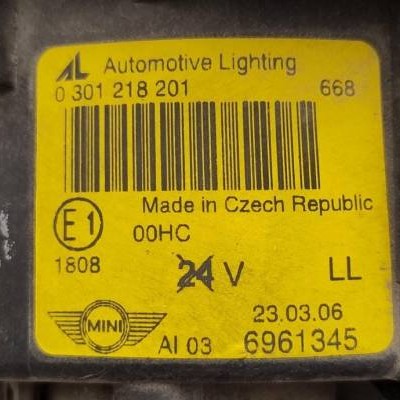 AL Automotive Lighting
0 301 218 201 668
Made in Czech Republic
E1 00HC
1808 24 V LL
MINI 23.03.06
AI 03 6961345